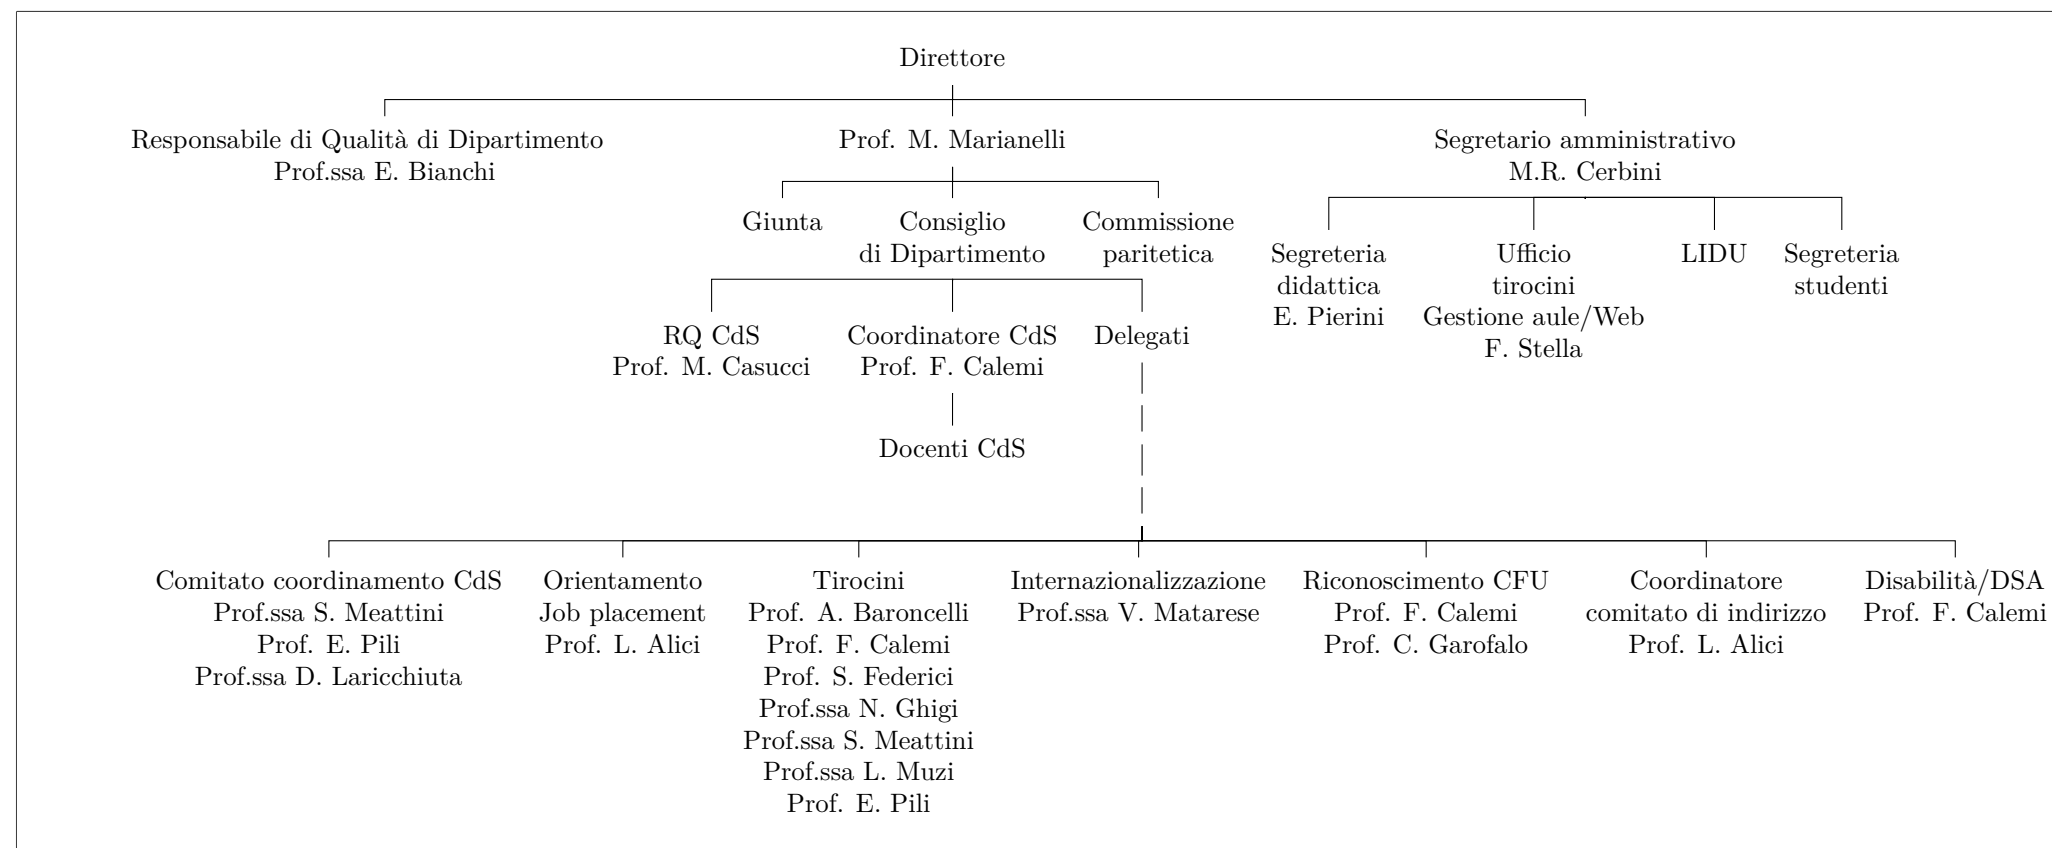 Direttore
Responsabile di Qualità di Dipartimento
Prof.ssa E. Bianchi
Prof. M. Marianelli
Segretario amministrativo
M.R. Cerbini
Giunta
Consiglio
di Dipartimento
Commissione
paritetica
Segreteria
didattica
E. Pierini
Ufficio
tirocini
Gestione aule/Web
F. Stella
LIDU
Segreteria
studenti
RQ CdS
Prof. M. Casucci
Coordinatore CdS
Prof. F. Calemi
Delegati
Docenti CdS
Comitato coordinamento CdS
Prof.ssa S. Meattini
Prof. E. Pili
Prof.ssa D. Laricchiuta
Orientamento
Job placement
Prof. L. Alici
Tirocini
Prof. A. Baroncelli
Prof. F. Calemi
Prof. S. Federici
Prof.ssa N. Ghigi
Prof.ssa S. Meattini
Prof.ssa L. Muzi
Prof. E. Pili
Internazionalizzazione
Prof.ssa V. Matarese
Riconoscimento CFU
Prof. F. Calemi
Prof. C. Garofalo
Coordinatore
comitato di indirizzo
Prof. L. Alici
Disabilità/DSA
Prof. F. Calemi